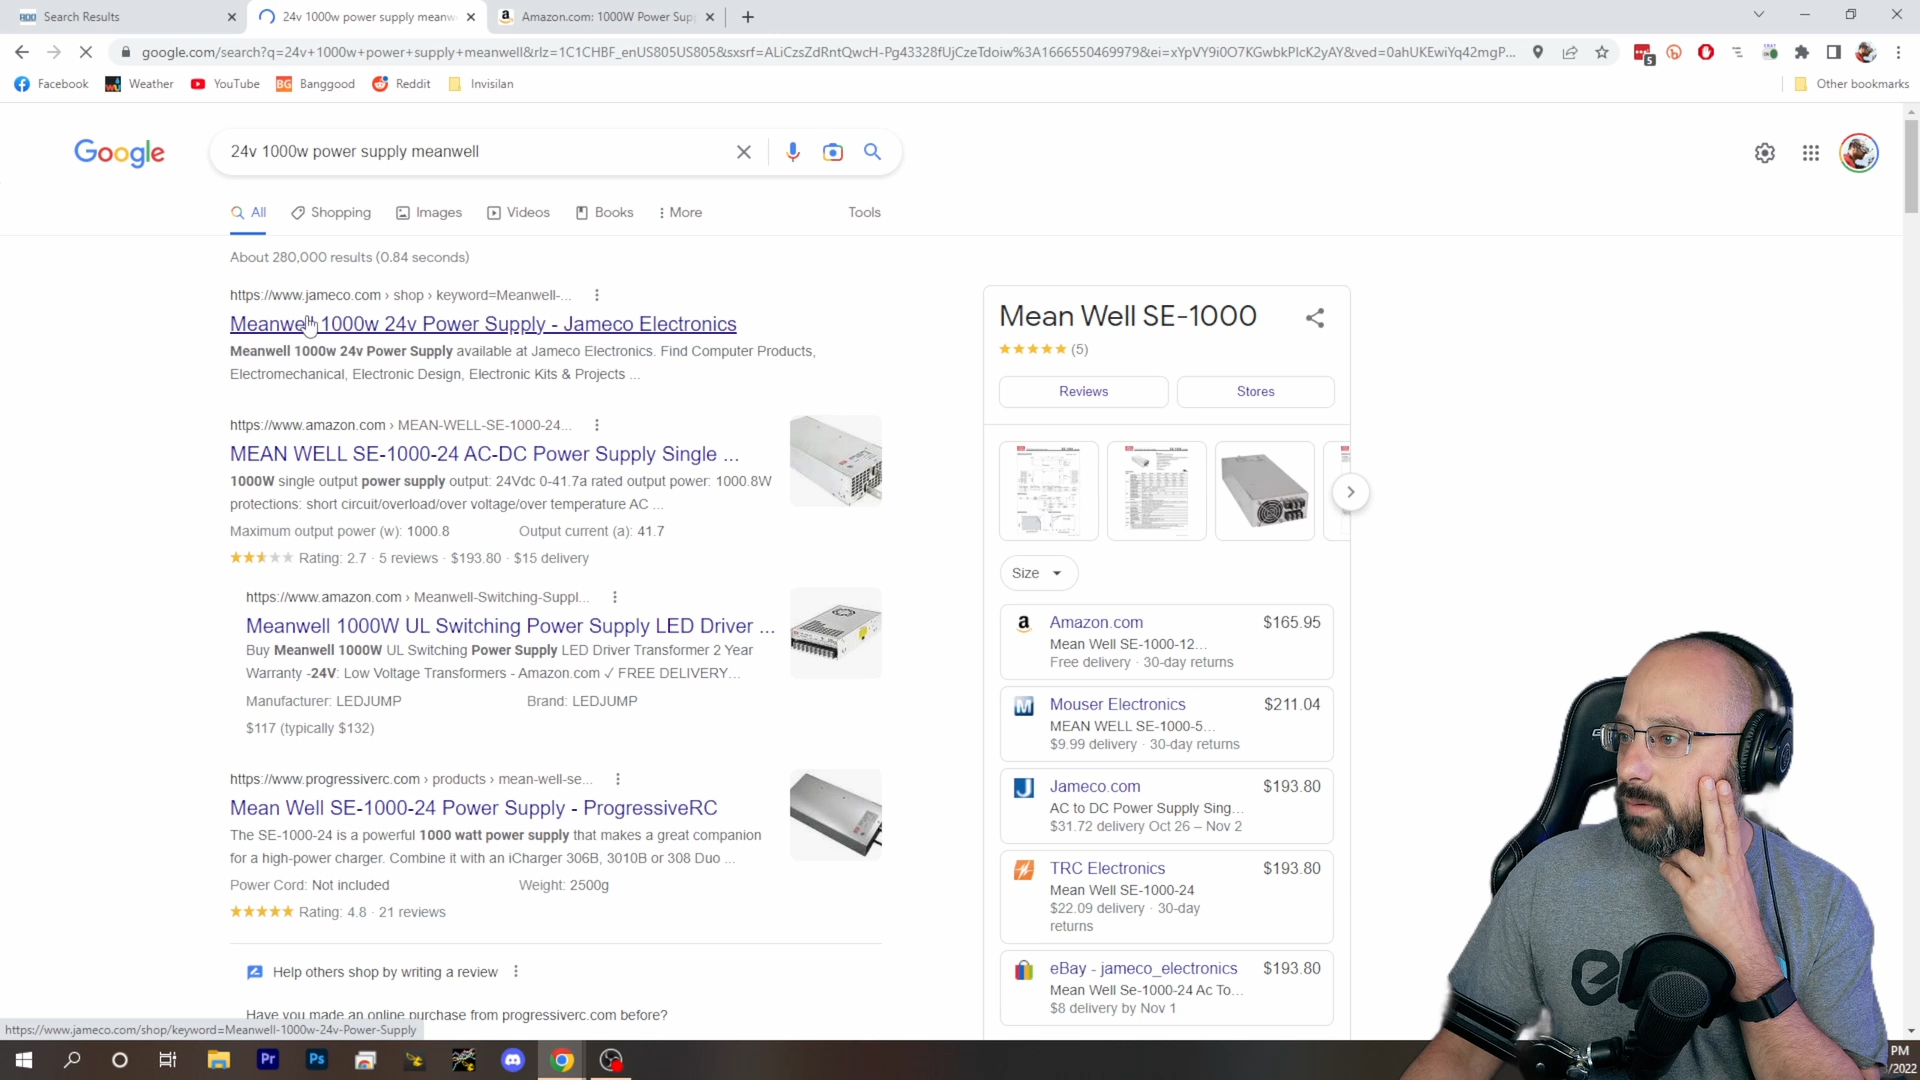 Search Results
24v 1000w power supply meanw
Amazon.com: 1000W Power Sup
google.com/search?q=24v+1000w+power+supply+meanwell&rlz=1C1CHBF_enUS805US805&sxsrf=ALiCzsZdRntQwcH-Pg43328fUjCzeTdoiw%3A1666550469979&ei=xYpVY9i0O7KGwbkPlcK2yAY&ved=0ahUKEwiYq42mgP...
5
Facebook
Weather
YouTube
BG Banggood
Reddit
Invisilan
Other bookmarks
Google
24v 1000w power supply meanwell
All
Shopping
Images
Videos
Books
More
Tools
About 280,000 results (0.84 seconds)
https://www.jameco.com › shop › keyword=Meanwell-...
Meanwell 1000w 24v Power Supply - Jameco Electronics
Meanwell 1000w 24v Power Supply available at Jameco Electronics. Find Computer Products,
Electromechanical, Electronic Design, Electronic Kits & Projects ...
https://www.amazon.com › MEAN-WELL-SE-1000-24...
MEAN WELL SE-1000-24 AC-DC Power Supply Single ...
1000W single output power supply output: 24Vdc 0-41.7a rated output power: 1000.8W
protections: short circuit/overload/over voltage/over temperature AC ...
Maximum output power (w): 1000.8 Output current (a): 41.7
Rating: 2.7 · 5 reviews · $193.80 · $15 delivery
https://www.amazon.com › Meanwell-Switching-Suppl...
Meanwell 1000W UL Switching Power Supply LED Driver ...
Buy Meanwell 1000W UL Switching Power Supply LED Driver Transformer 2 Year
Warranty -24V: Low Voltage Transformers - Amazon.com ✓ FREE DELIVERY...
Manufacturer: LEDJUMP Brand: LEDJUMP
$117 (typically $132)
https://www.progressiverc.com › products › mean-well-se...
Mean Well SE-1000-24 Power Supply - ProgressiveRC
The SE-1000-24 is a powerful 1000 watt power supply that makes a great companion
for a high-power charger. Combine it with an iCharger 306B, 3010B or 308 Duo ...
Power Cord: Not included Weight: 2500g
Rating: 4.8 · 21 reviews
Help others shop by writing a review
Have you made an online purchase from progressiverc.com before?
Mean Well SE-1000
(5)
Reviews
Stores
Size
Amazon.com $165.95
Mean Well SE-1000-12...
Free delivery · 30-day returns
Mouser Electronics $211.04
MEAN WELL SE-1000-5...
$9.99 delivery · 30-day returns
Jameco.com $193.80
AC to DC Power Supply Sing...
$31.72 delivery Oct 26 – Nov 2
TRC Electronics $193.80
Mean Well SE-1000-24
$22.09 delivery · 30-day
returns
eBay - jameco_electronics $193.80
Mean Well Se-1000-24 Ac To...
$8 delivery by Nov 1
https://www.jameco.com/shop/keyword=Meanwell-1000w-24v-Power-Supply
Pr
Ps
PM
/2022